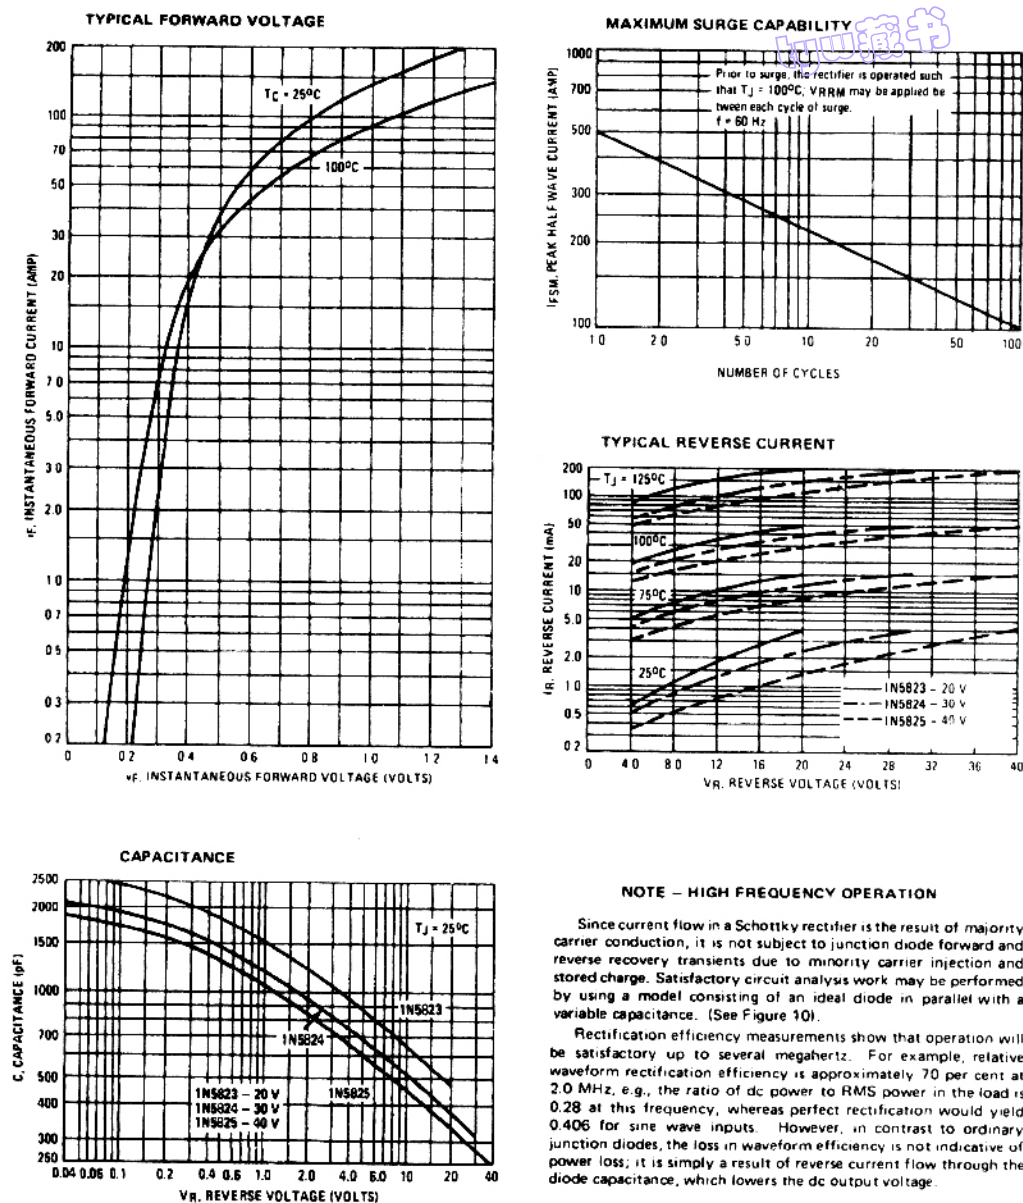 TYPICAL FORWARD VOLTAGE
200
100
70
50
30
20
10
7 0
5.0
3 0
2.0
1 0
0.7
0 5
0.3
0 2
TC = 25°C
100°C
iF, INSTANTANEOUS FORWARD CURRENT (AMP)
0
0 2
0 4
0 6
0 8
1 0
1.2
1 4
vF, INSTANTANEOUS FORWARD VOLTAGE (VOLTS)
MAXIMUM SURGE CAPABILITY
tyw藏书
1000
700
500
300
200
100
Prior to surge, the rectifier is operated such
that TJ = 100°C; VRRM may be applied be
tween each cycle of surge.
f = 60 Hz
IFSM, PEAK HALF WAVE CURRENT (AMP)
1 0
2 0
5 0
10
20
50
100
NUMBER OF CYCLES
TYPICAL REVERSE CURRENT
200
100
50
20
10
5.0
2.0
1 0
0.5
0 2
TJ = 125°C
100°C
75°C
25°C
1N5823 – 20 V
1N5824 – 30 V
1N5825 – 40 V
IR, REVERSE CURRENT (mA)
0
4 0
8 0
12
16
20
24
28
32
36
40
VR, REVERSE VOLTAGE (VOLTS)
CAPACITANCE
2500
2000
1500
1000
700
500
400
300
250
TJ = 25°C
1N5823
1N5824
1N5825
1N5823 – 20 V
1N5824 – 30 V
1N5825 – 40 V
C, CAPACITANCE (pF)
0.04
0.06
0.1
0.2
0.4
0.6
1.0
2.0
4.0
6.0
10
20
40
VR, REVERSE VOLTAGE (VOLTS)
NOTE – HIGH FREQUENCY OPERATION
Since current flow in a Schottky rectifier is the result of majority
carrier conduction, it is not subject to junction diode forward and
reverse recovery transients due to minority carrier injection and
stored charge. Satisfactory circuit analysis work may be performed
by using a model consisting of an ideal diode in parallel with a
variable capacitance. (See Figure 10).
Rectification efficiency measurements show that operation will
be satisfactory up to several megahertz. For example, relative
waveform rectification efficiency is approximately 70 per cent at
2.0 MHz, e.g., the ratio of dc power to RMS power in the load is
0.28 at this frequency, whereas perfect rectification would yield
0.406 for sine wave inputs. However, in contrast to ordinary
junction diodes, the loss in waveform efficiency is not indicative of
power loss; it is simply a result of reverse current flow through the
diode capacitance, which lowers the dc output voltage.